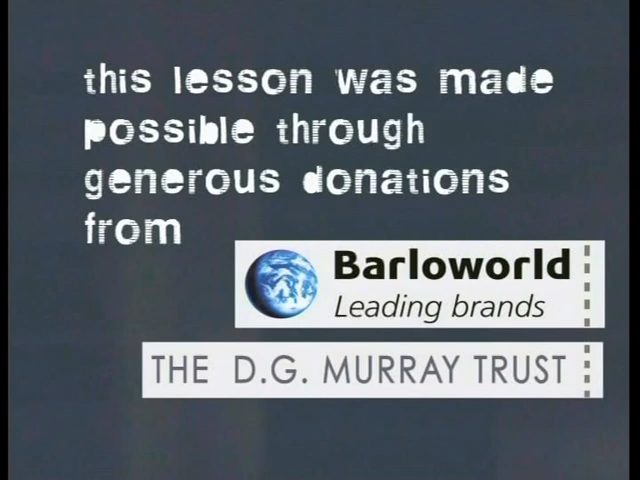 this lesson was made
possible through
generous donations
from
Barloworld
Leading brands
THE D.G. MURRAY TRUST